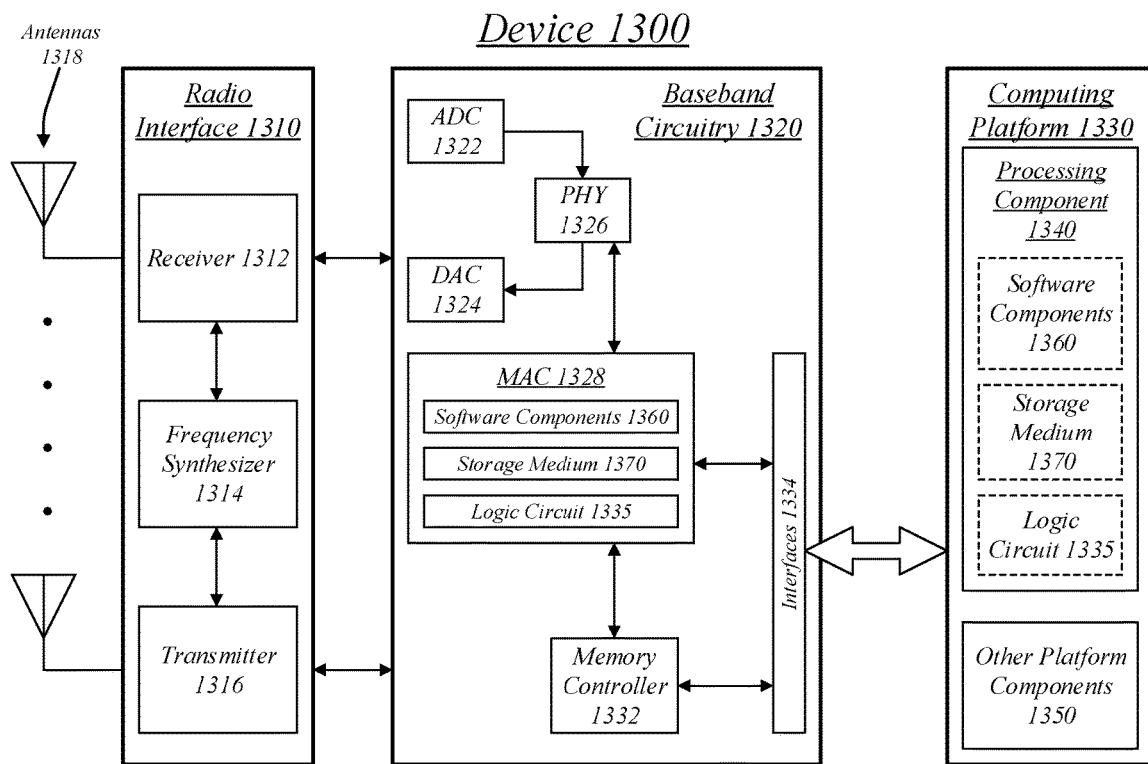 Device 1300
Antennas
1318
Radio
Interface 1310
Receiver 1312
Frequency
Synthesizer
1314
Transmitter
1316
Baseband
Circuitry 1320
ADC
1322
PHY
1326
DAC
1324
MAC 1328
Software Components 1360
Storage Medium 1370
Logic Circuit 1335
Interfaces 1334
Memory
Controller
1332
Computing
Platform 1330
Processing
Component
1340
Software
Components
1360
Storage
Medium
1370
Logic
Circuit 1335
Other Platform
Components
1350